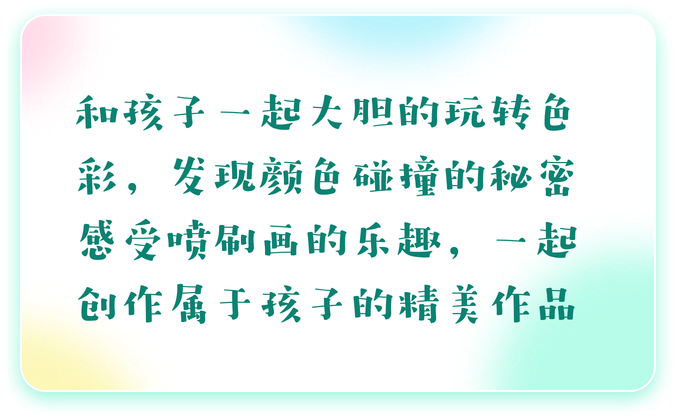 和孩子一起大胆的玩转色
彩，发现颜色碰撞的秘密
感受喷刷画的乐趣，一起
创作属于孩子的精美作品